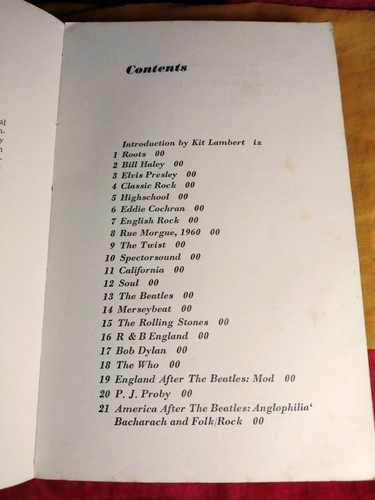 Contents
Introduction by Kit Lambert ix
1 Roots 00
2 Bill Haley 00
3 Elvis Presley 00
4 Classic Rock 00
5 Highschool 00
6 Eddie Cochran 00
7 English Rock 00
8 Rue Morgue, 1960 00
9 The Twist 00
10 Spectorsound 00
11 California 00
12 Soul 00
13 The Beatles 00
14 Merseybeat 00
15 The Rolling Stones 00
16 R & B England 00
17 Bob Dylan 00
18 The Who 00
19 England After The Beatles: Mod 00
20 P. J. Proby 00
21 America After The Beatles: Anglophilia‘
Bacharach and Folk/Rock 00